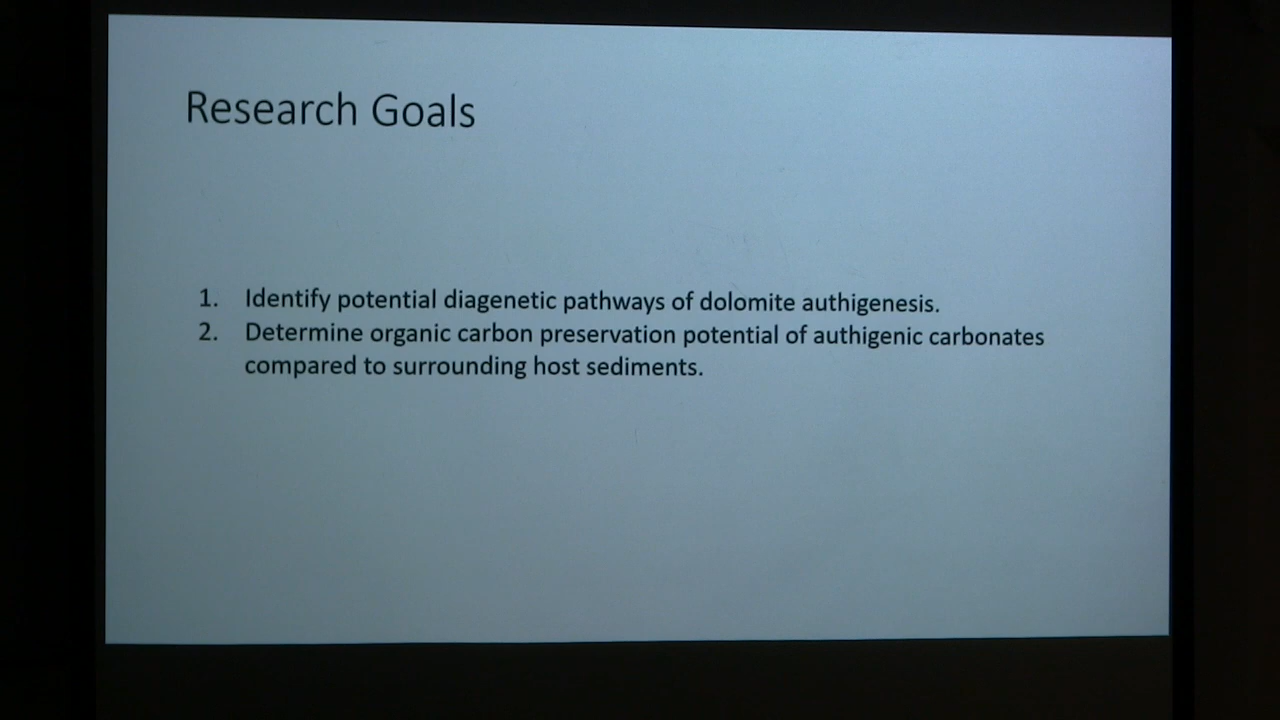 Research Goals
1. Identify potential diagenetic pathways of dolomite authigenesis.
2. Determine organic carbon preservation potential of authigenic carbonates
compared to surrounding host sediments.